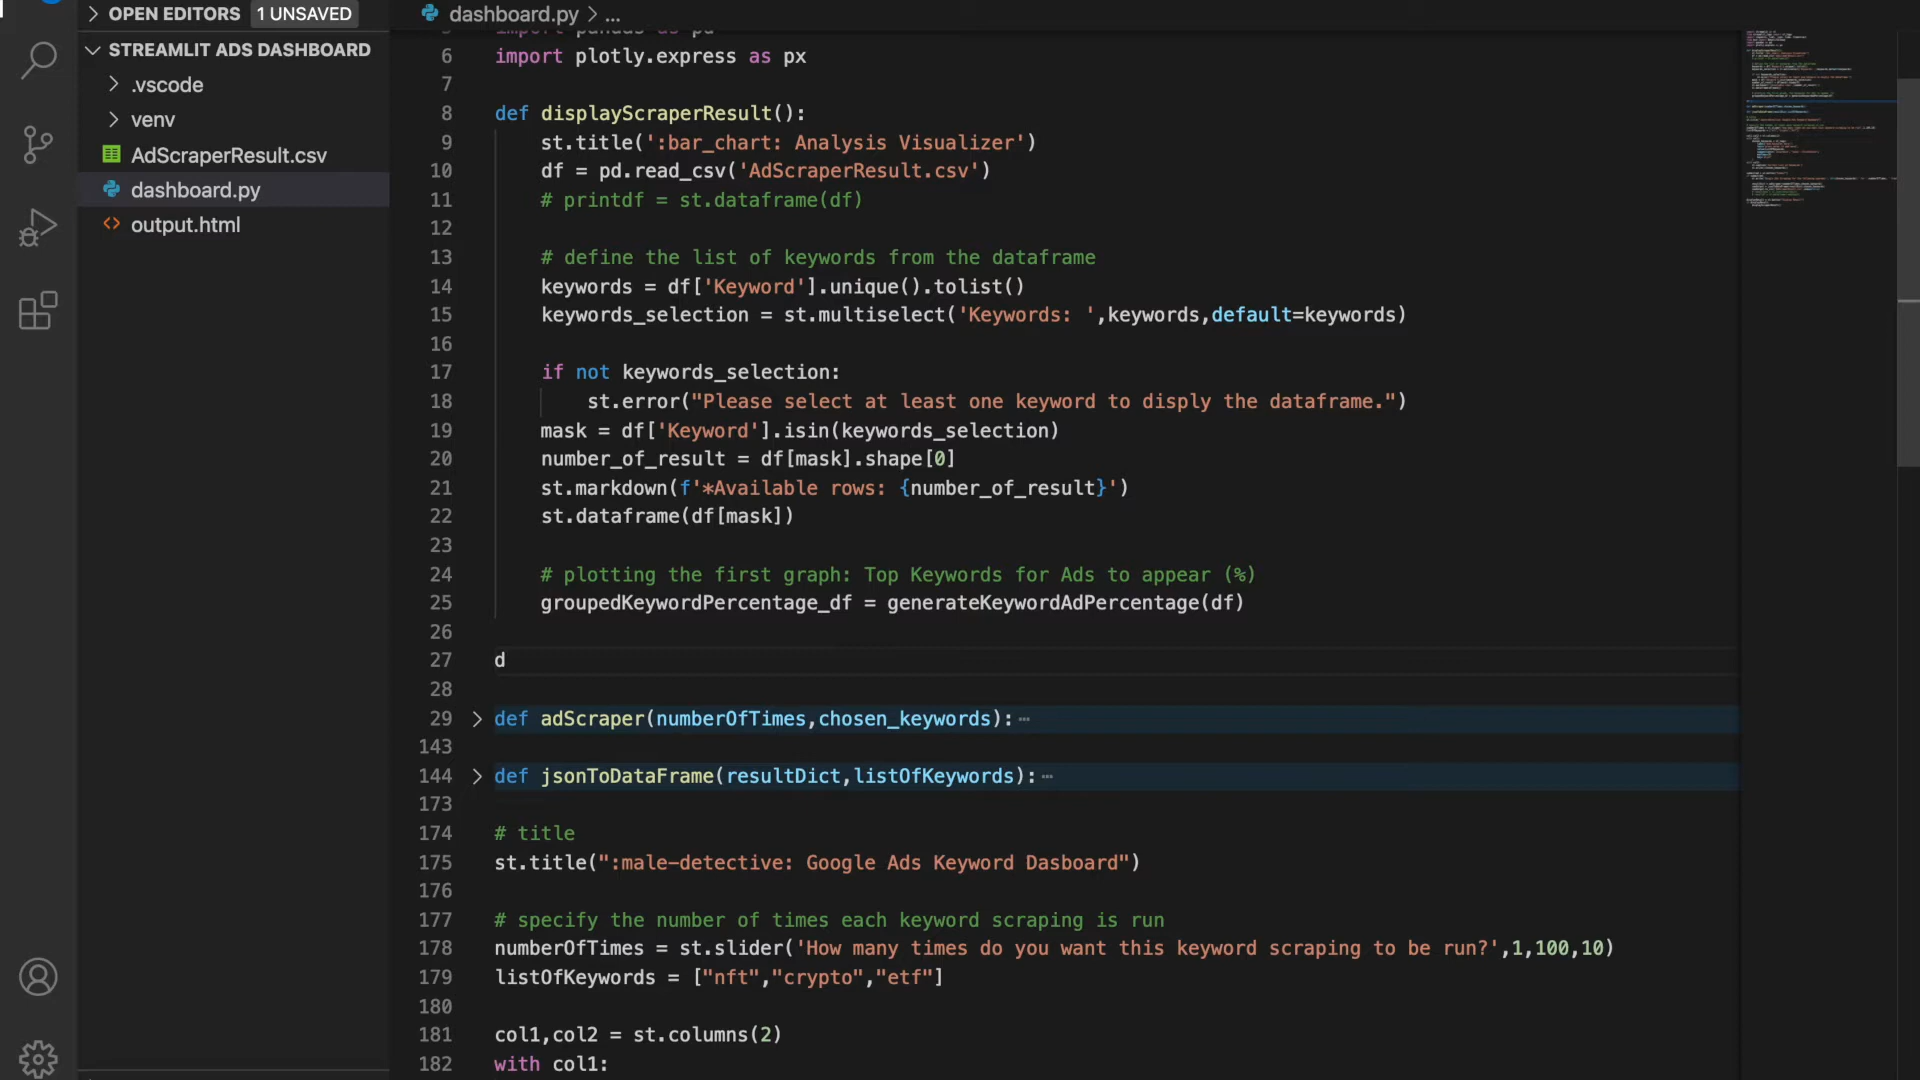 OPEN EDITORS 1 UNSAVED
STREAMLIT ADS DASHBOARD
.vscode
venv
AdScraperResult.csv
dashboard.py
output.html
dashboard.py > ...
5 import pandas as pd
6 import plotly.express as px
7
8 def displayScraperResult():
9 st.title(':bar_chart: Analysis Visualizer')
10 df = pd.read_csv('AdScraperResult.csv')
11 # printdf = st.dataframe(df)
12
13 # define the list of keywords from the dataframe
14 keywords = df['Keyword'].unique().tolist()
15 keywords_selection = st.multiselect('Keywords: ',keywords,default=keywords)
16
17 if not keywords_selection:
18 st.error("Please select at least one keyword to disply the dataframe.")
19 mask = df['Keyword'].isin(keywords_selection)
20 number_of_result = df[mask].shape[0]
21 st.markdown(f'*Available rows: {number_of_result}')
22 st.dataframe(df[mask])
23
24 # plotting the first graph: Top Keywords for Ads to appear (%)
25 groupedKeywordPercentage_df = generateKeywordAdPercentage(df)
26
27 d
28
29 def adScraper(numberOfTimes,chosen_keywords):
143
144 def jsonToDataFrame(resultDict,listOfKeywords):
173
174 # title
175 st.title(":male-detective: Google Ads Keyword Dasboard")
176
177 # specify the number of times each keyword scraping is run
178 numberOfTimes = st.slider('How many times do you want this keyword scraping to be run?',1,100,10)
179 listOfKeywords = ["nft","crypto","etf"]
180
181 col1,col2 = st.columns(2)
182 with col1: